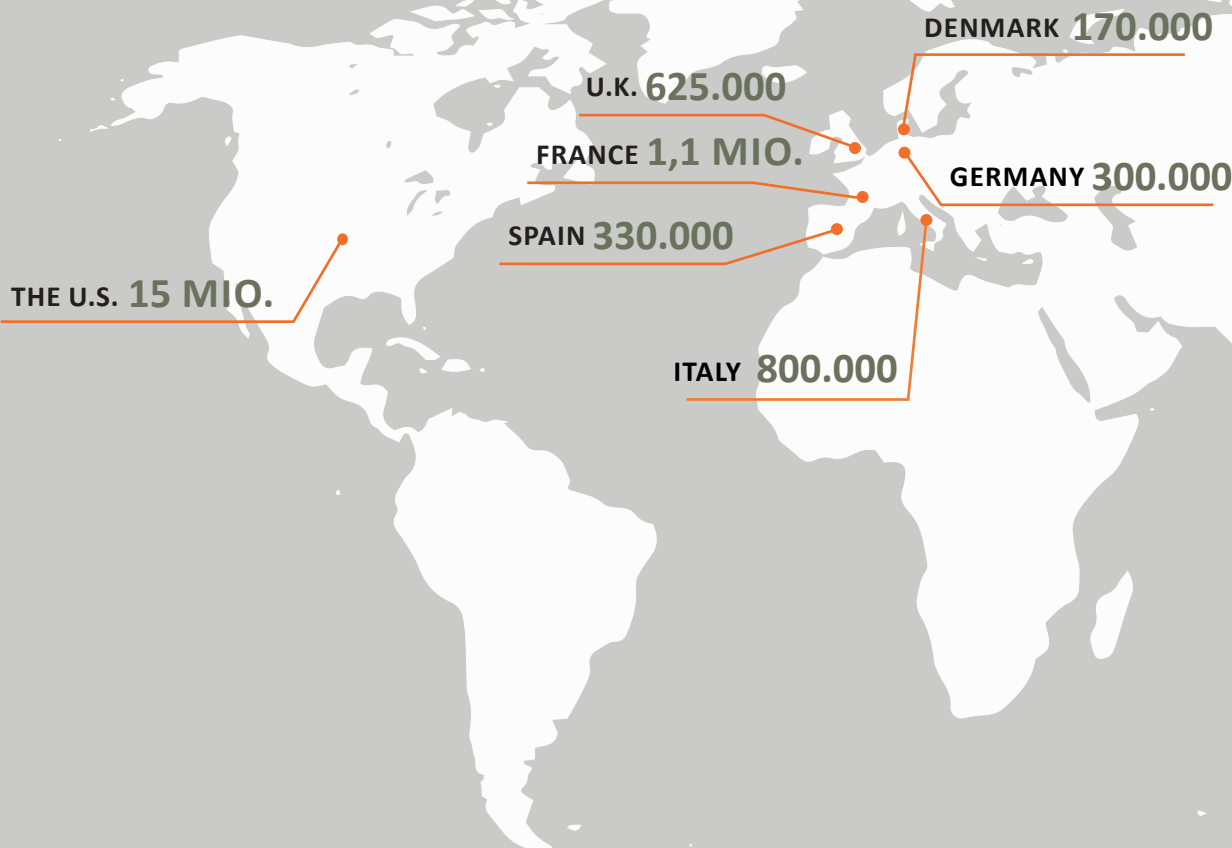 DENMARK 170.000
U.K. 625.000
FRANCE 1,1 MIO.
GERMANY 300.000
SPAIN 330.000
THE U.S. 15 MIO.
ITALY 800.000